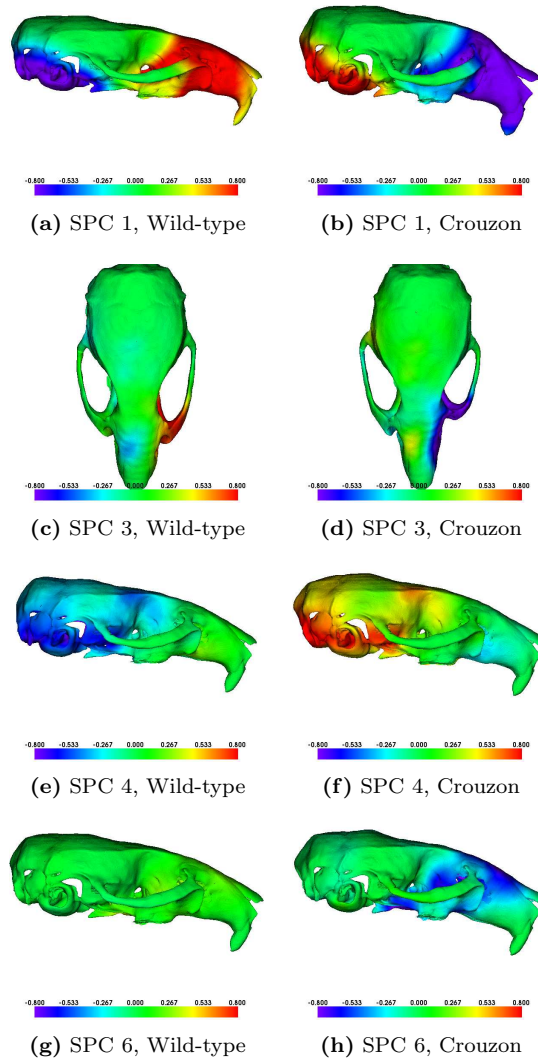 -0.800 -0.533 -0.267 0.000 0.267 0.533 0.800 -0.800 -0.533 -0.267 0.000 0.267 0.533 0.800
(a) SPC 1, Wild-type (b) SPC 1, Crouzon
-0.800 -0.533 -0.267 0.000 0.267 0.533 0.800 -0.800 -0.533 -0.267 0.000 0.267 0.533 0.800
(c) SPC 3, Wild-type (d) SPC 3, Crouzon
-0.800 -0.533 -0.267 0.000 0.267 0.533 0.800 -0.800 -0.533 -0.267 0.000 0.267 0.533 0.800
(e) SPC 4, Wild-type (f) SPC 4, Crouzon
-0.800 -0.533 -0.267 0.000 0.267 0.533 0.800 -0.800 -0.533 -0.267 0.000 0.267 0.533 0.800
(g) SPC 6, Wild-type (h) SPC 6, Crouzon